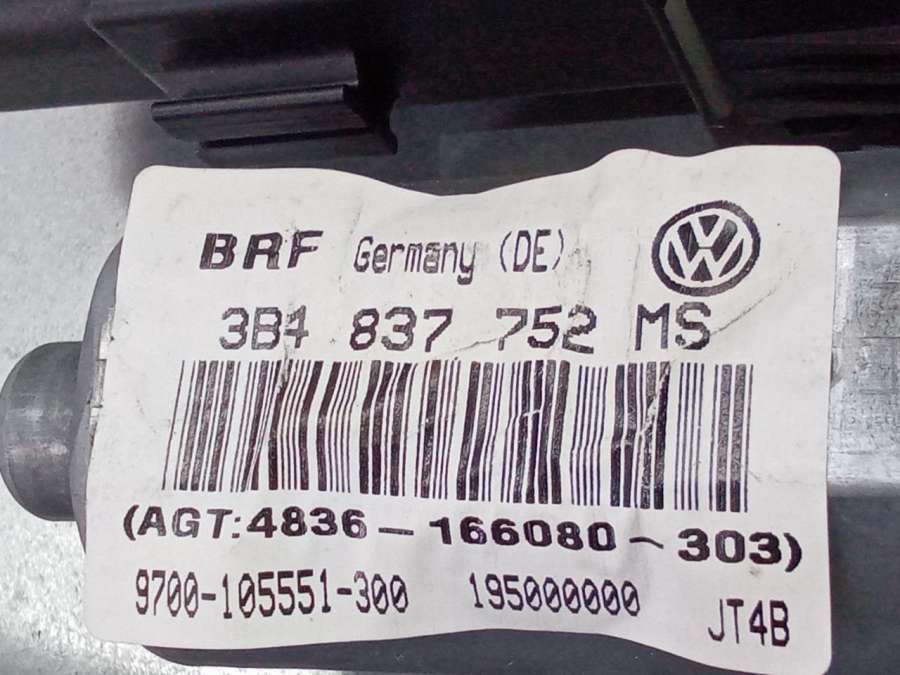 BRF Germany (DE)
3B4 837 752 MS
(AGT:4836-166080-303)
9700-105551-300 195000000
JT4B